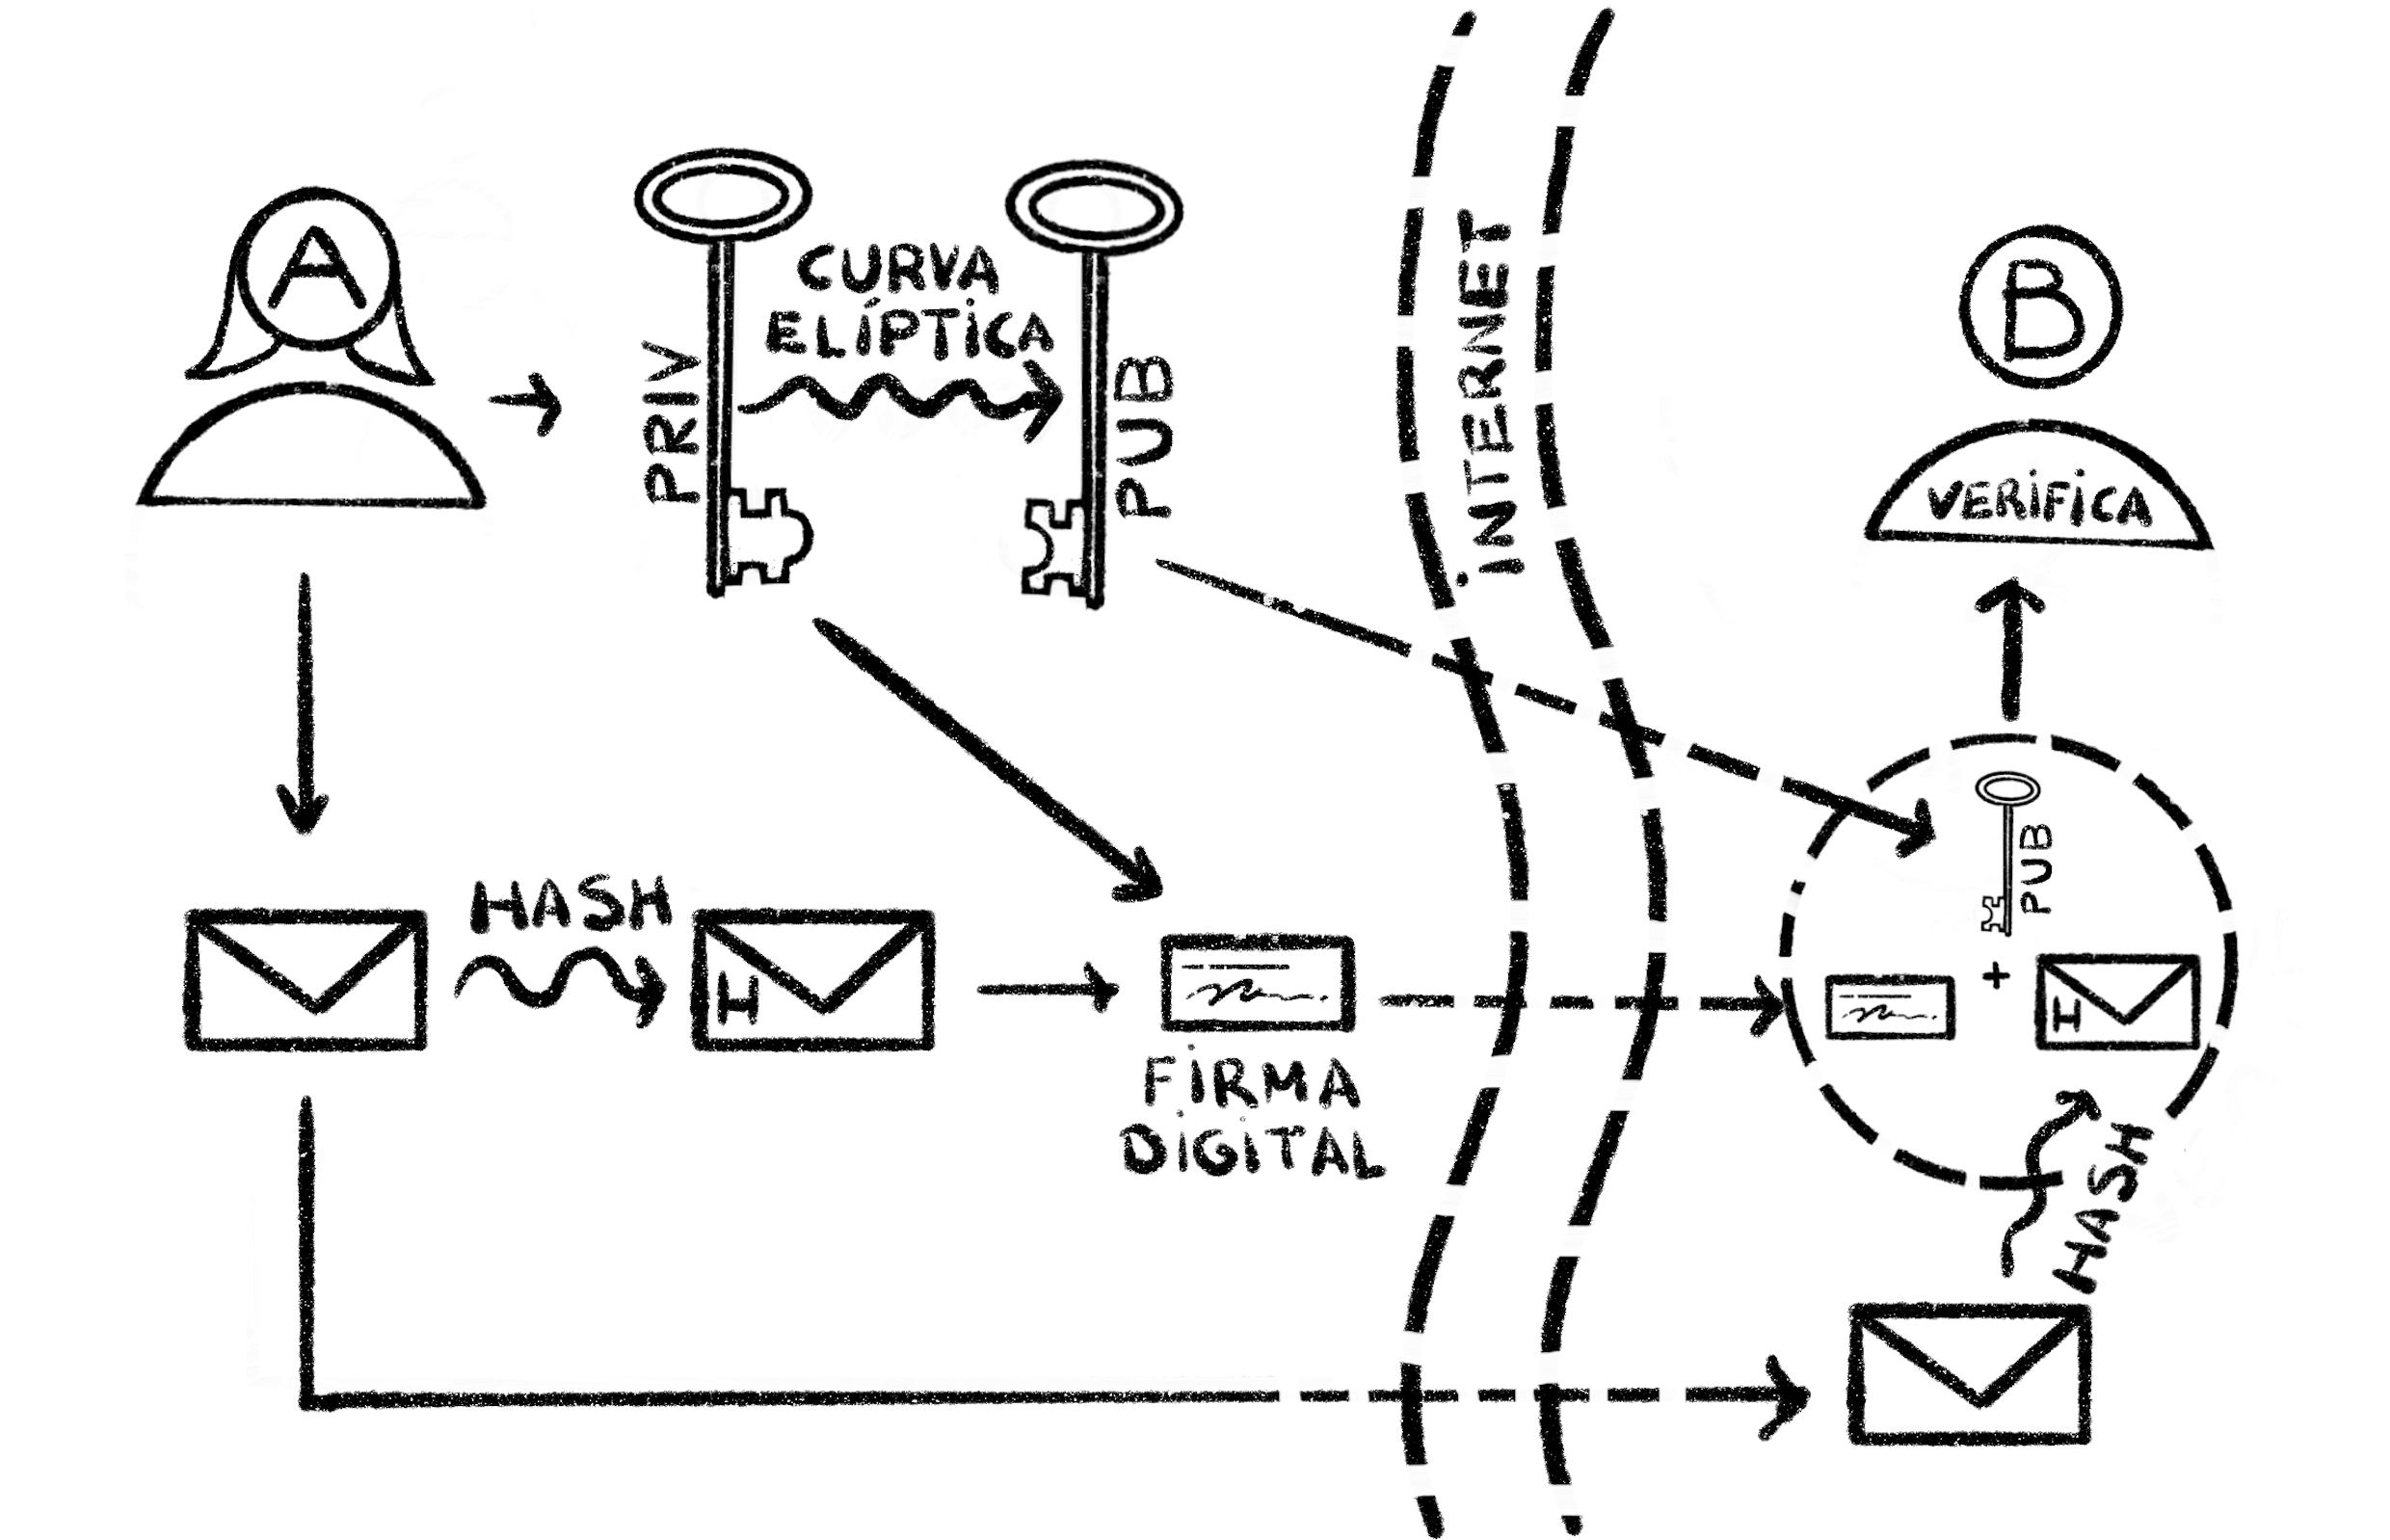 A
PRIV
CURVA
ELÍPTICA
PUB
INTERNET
B
VERIFICA
HASH
H
FIRMA
DIGITAL
PUB
+
H
HASH